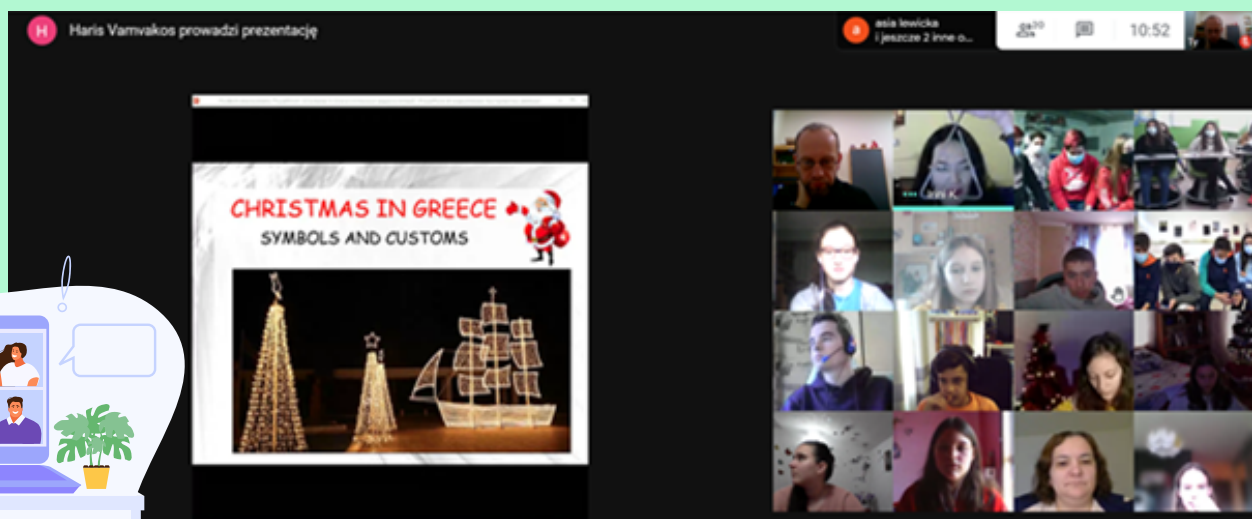 H
Haris Vamvakos prowadzi prezentację
a
asia lewicka
i jeszcze 2 inne o...
10:52
CHRISTMAS IN GREECE
SYMBOLS AND CUSTOMS